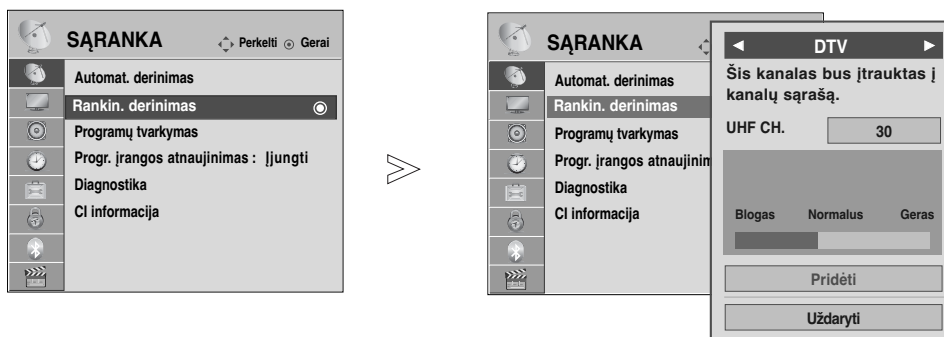 SĄRANKA
Perkelti
Gerai
Automat. derinimas
Rankin. derinimas
Programų tvarkymas
Progr. įrangos atnaujinimas : Įjungti
Diagnostika
CI informacija
SĄRANKA
Automat. derinimas
Rankin. derinimas
Programų tvarkymas
Progr. įrangos atnaujinim
Diagnostika
CI informacija
DTV
Šis kanalas bus įtrauktas į
kanalų sąrašą.
UHF CH. 30
Blogas Normalus Geras
Pridėti
Uždaryti